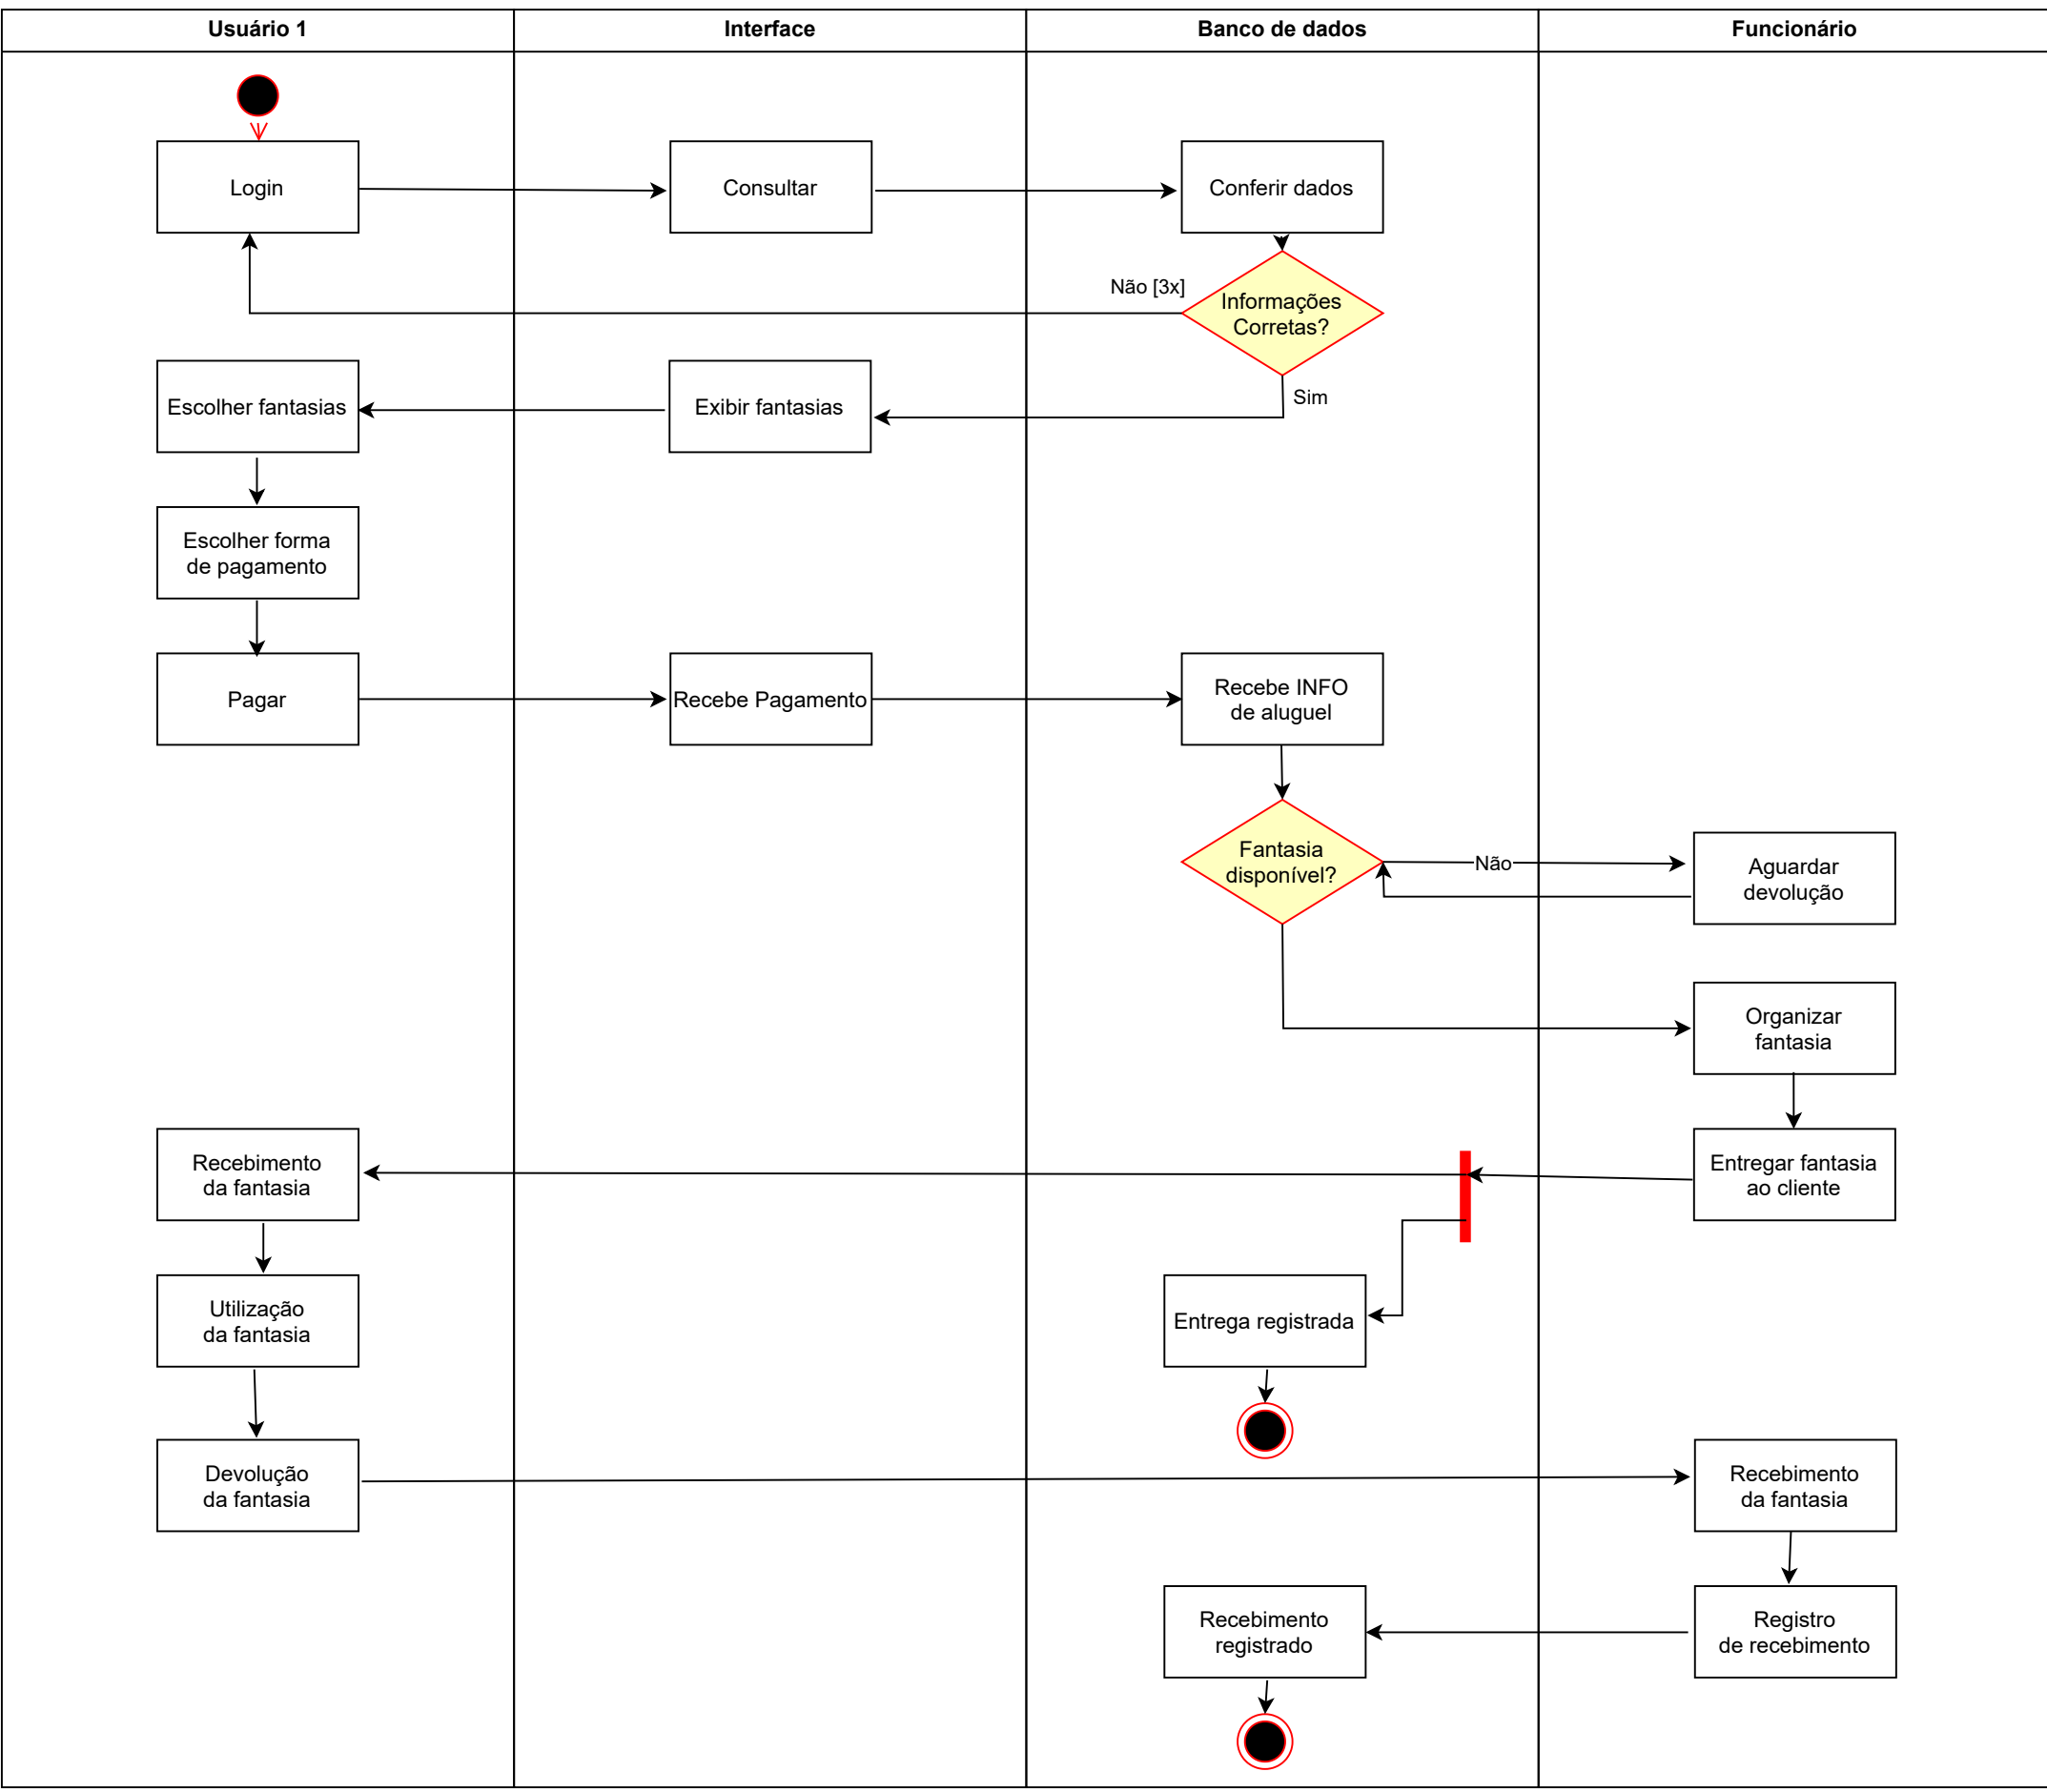 Usuário 1
Interface
Banco de dados
Funcionário
Login
Consultar
Conferir dados
Não [3x]
Informações
Corretas?
Sim
Escolher fantasias
Exibir fantasias
Escolher forma
de pagamento
Pagar
Recebe Pagamento
Recebe INFO
de aluguel
Fantasia
disponível?
Não
Aguardar
devolução
Organizar
fantasia
Recebimento
da fantasia
Entregar fantasia
ao cliente
Utilização
da fantasia
Entrega registrada
Devolução
da fantasia
Recebimento
da fantasia
Recebimento
registrado
Registro
de recebimento